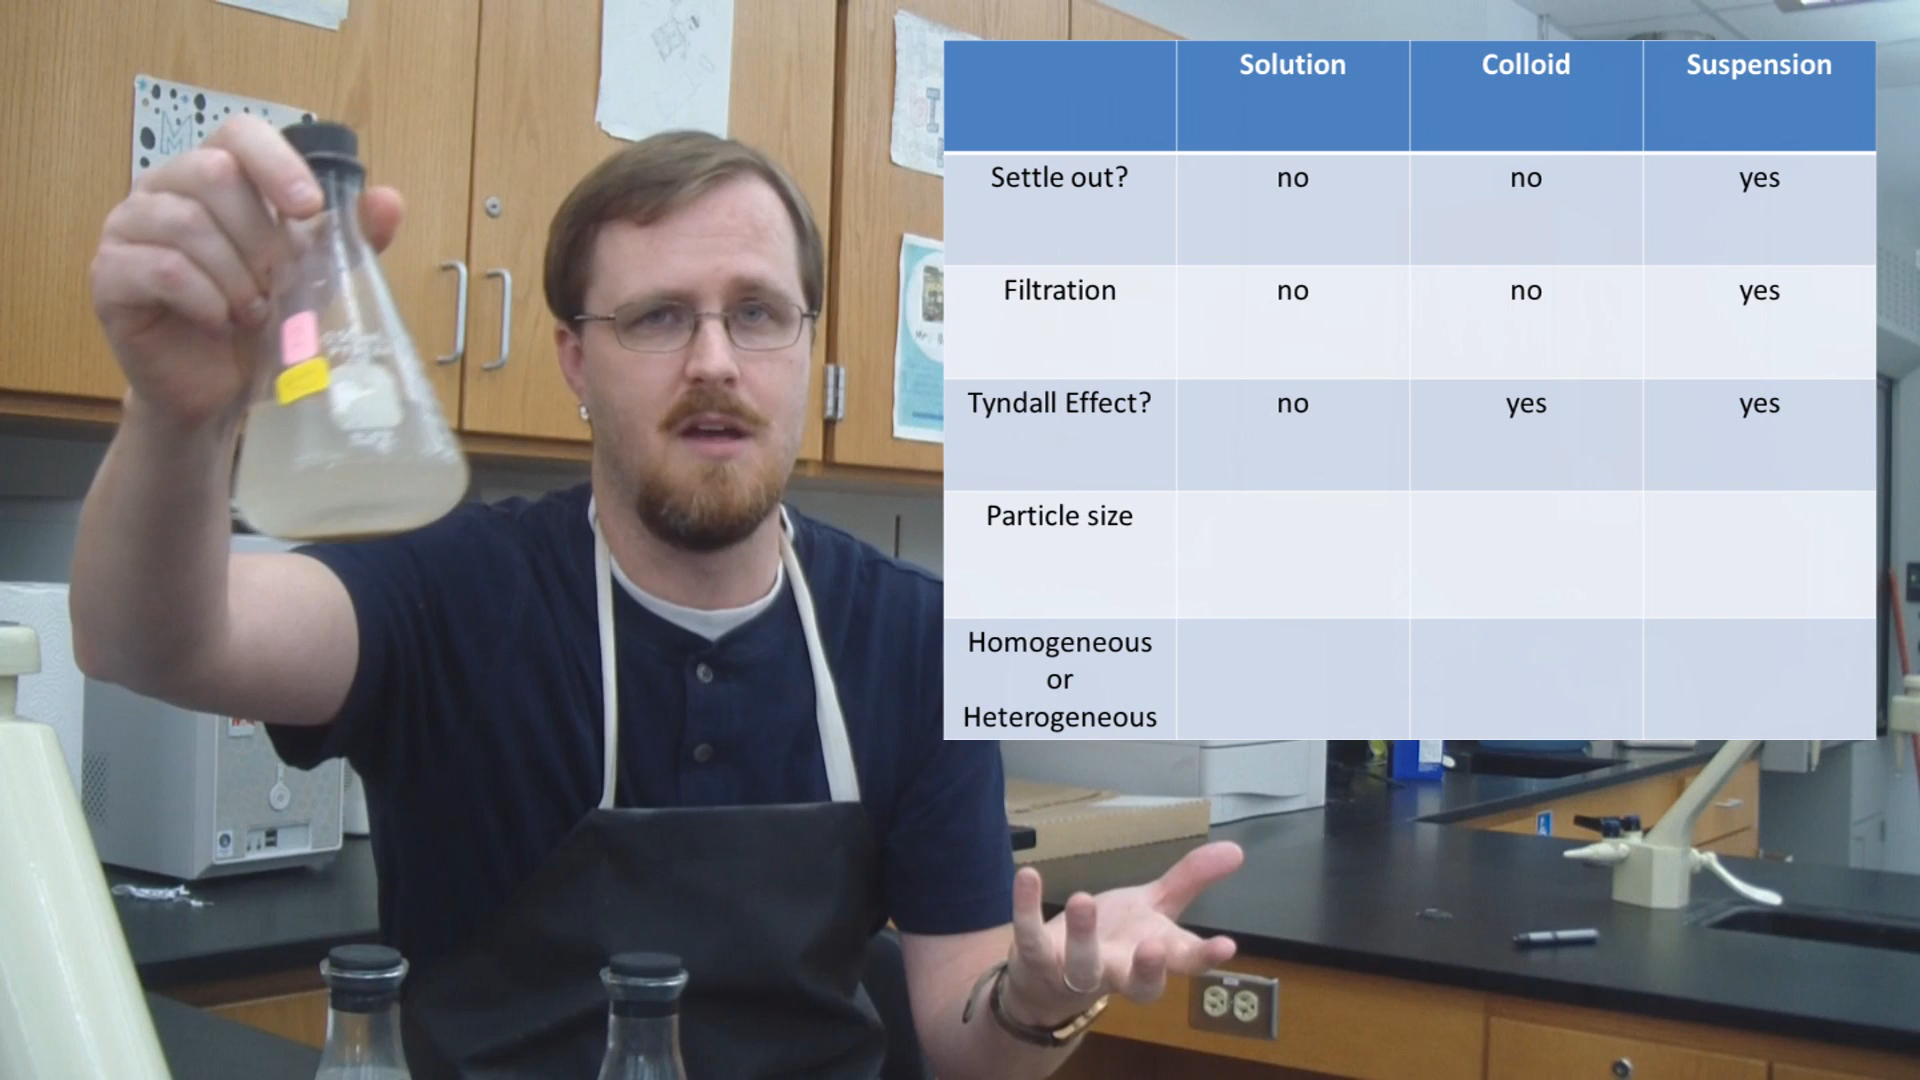 Solution Colloid Suspension
Settle out? no no yes
Filtration no no yes
Tyndall Effect? no yes yes
Particle size
Homogeneous
or
Heterogeneous
M
I